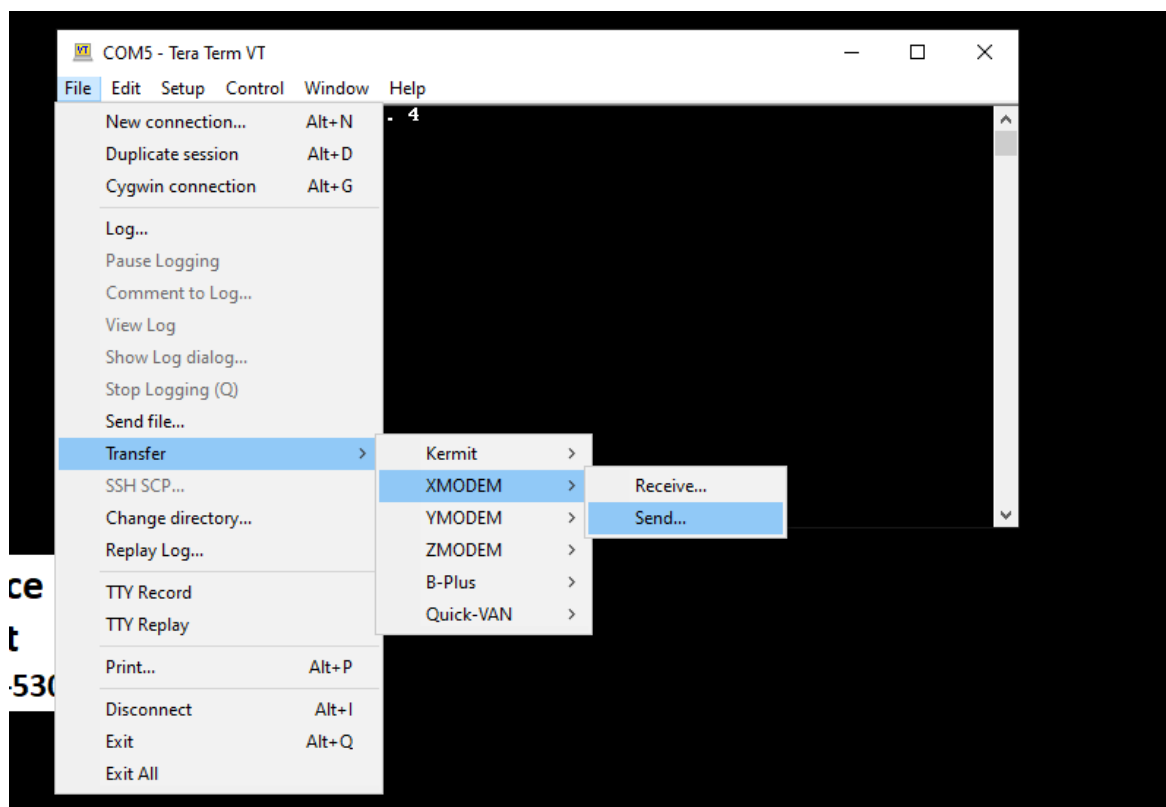 COM5 - Tera Term VT
File Edit Setup Control Window Help
. 4
New connection... Alt+N
Duplicate session Alt+D
Cygwin connection Alt+G
Log...
Pause Logging
Comment to Log...
View Log
Show Log dialog...
Stop Logging (Q)
Send file...
Transfer
SSH SCP...
Change directory...
Replay Log...
TTY Record
TTY Replay
Print... Alt+P
Disconnect Alt+I
Exit Alt+Q
Exit All
Kermit
XMODEM
YMODEM
ZMODEM
B-Plus
Quick-VAN
Receive...
Send...
ce
t
-530